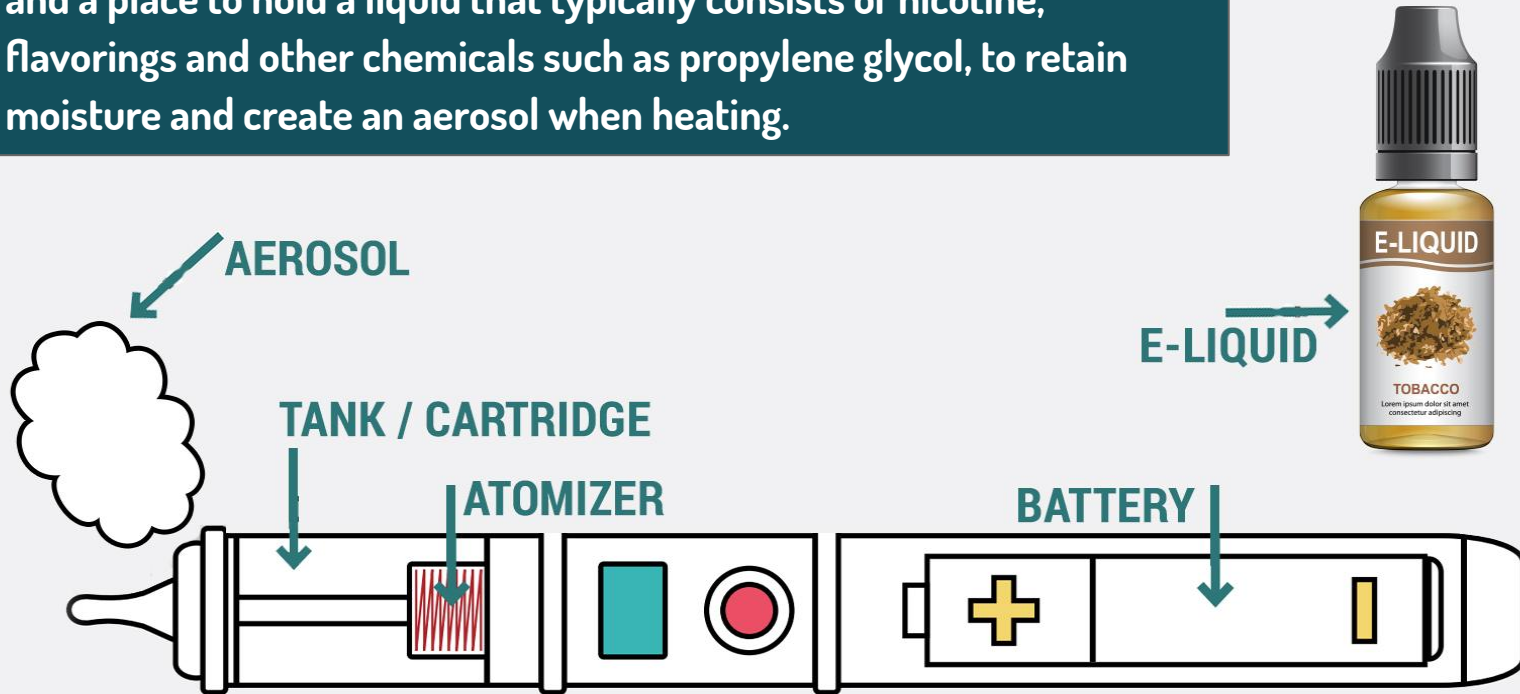 and a place to hold a liquid that typically consists of nicotine,
flavorings and other chemicals such as propylene glycol, to retain
moisture and create an aerosol when heating.
AEROSOL
E-LIQUID
E-LIQUID
TOBACCO
Lorem ipsum dolor sit amet
consectetur adipiscing
TANK / CARTRIDGE
ATOMIZER
BATTERY